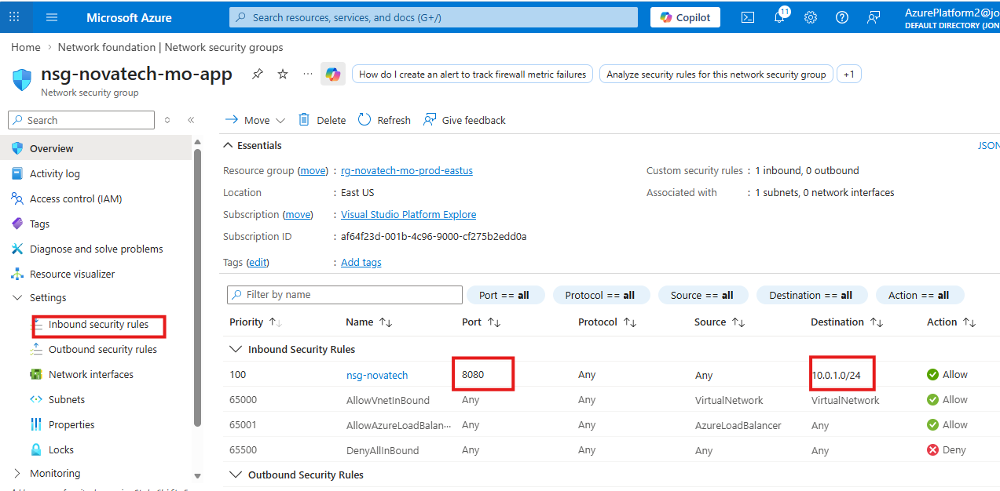 Microsoft Azure
Search resources, services, and docs (G+/)
Copilot
11
AzurePlatform2@jo
DEFAULT DIRECTORY (JON
Home > Network foundation | Network security groups
nsg-novatech-mo-app
Network security group
How do I create an alert to track firewall metric failures
Analyze security rules for this network security group
+1
Search
Move
Delete
Refresh
Give feedback
Overview
Activity log
Access control (IAM)
Tags
Diagnose and solve problems
Resource visualizer
Settings
Inbound security rules
Outbound security rules
Network interfaces
Subnets
Properties
Locks
Monitoring
Essentials
JSON
Resource group (move) : rg-novatech-mo-prod-eastus
Location : East US
Subscription (move) : Visual Studio Platform Explore
Subscription ID : af64f23d-001b-4c96-9000-cf275b2edd0a
Tags (edit) : Add tags
Custom security rules : 1 inbound, 0 outbound
Associated with : 1 subnets, 0 network interfaces
Filter by name
Port == all
Protocol == all
Source == all
Destination == all
Action == all
Priority Name Port Protocol Source Destination Action
Inbound Security Rules
100 nsg-novatech 8080 Any Any 10.0.1.0/24 Allow
65000 AllowVnetInBound Any Any VirtualNetwork VirtualNetwork Allow
65001 AllowAzureLoadBalan··· Any Any AzureLoadBalancer Any Allow
65500 DenyAllInBound Any Any Any Any Deny
Outbound Security Rules